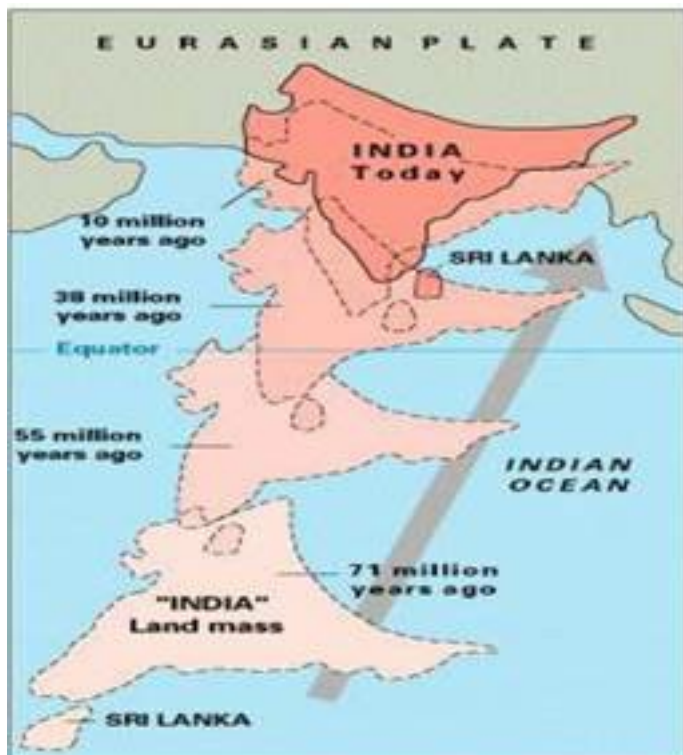 EURASIAN PLATE
INDIA
Today
10 million
years ago
SRI LANKA
38 million
years ago
Equator
55 million
years ago
INDIAN
OCEAN
71 million
years ago
"INDIA"
Land mass
SRI LANKA